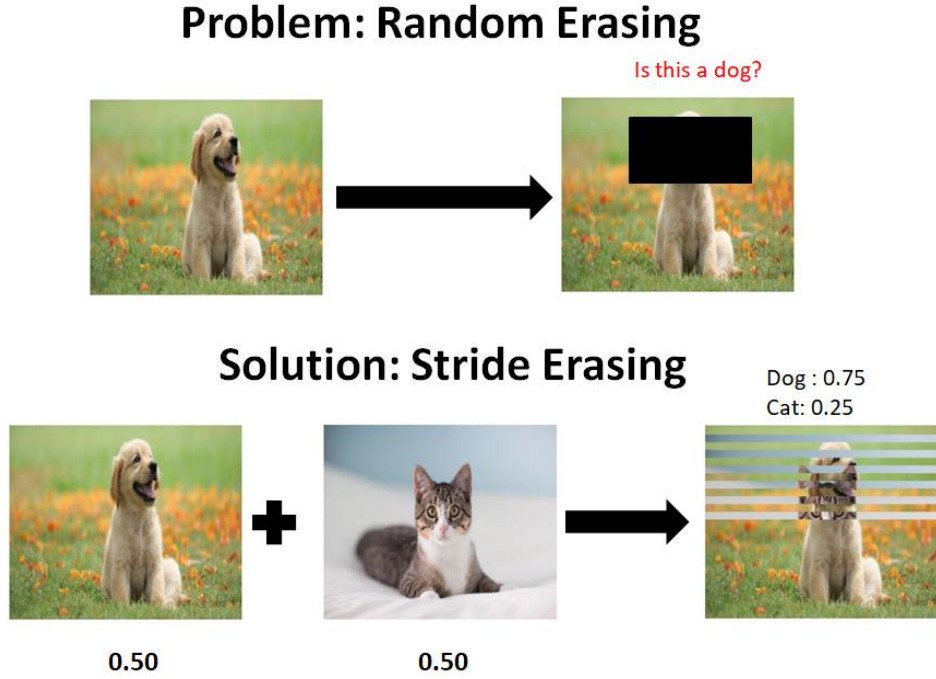 Problem: Random Erasing
Is this a dog?
Solution: Stride Erasing
Dog : 0.75
Cat: 0.25
0.50
0.50